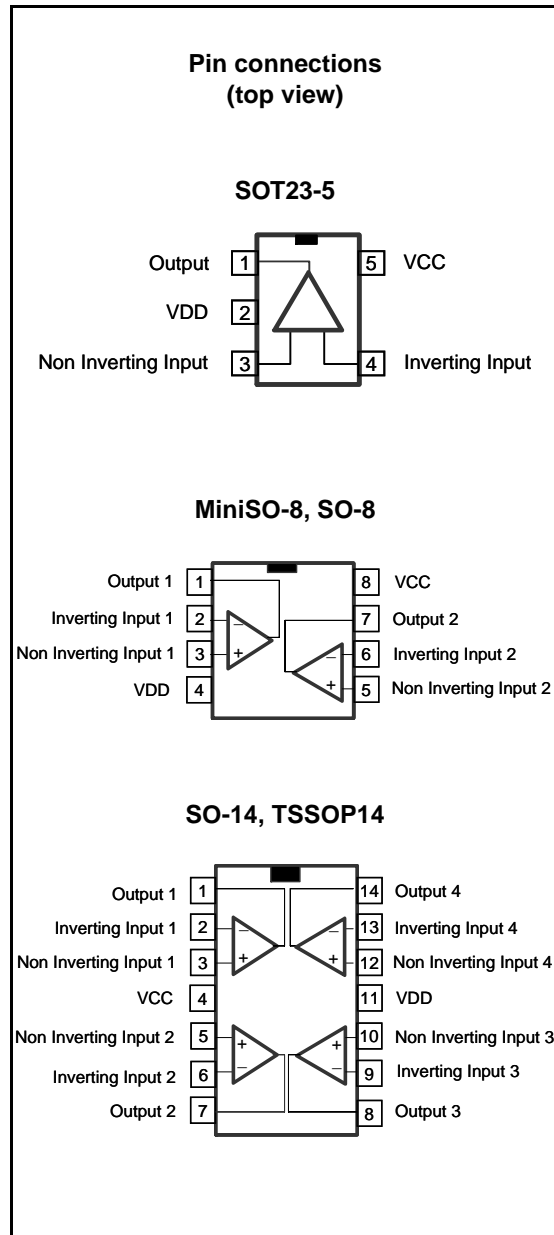 Pin connections
(top view)
SOT23-5
Output 1 5 VCC
VDD 2
Non Inverting Input 3 4 Inverting Input
MiniSO-8, SO-8
Output 1 1 8 VCC
Inverting Input 1 2 − 7 Output 2
Non Inverting Input 1 3 + − 6 Inverting Input 2
VDD 4 + 5 Non Inverting Input 2
SO-14, TSSOP14
Output 1 1 14 Output 4
Inverting Input 1 2 − − 13 Inverting Input 4
Non Inverting Input 1 3 + + 12 Non Inverting Input 4
VCC 4 11 VDD
Non Inverting Input 2 5 + + 10 Non Inverting Input 3
Inverting Input 2 6 − − 9 Inverting Input 3
Output 2 7 8 Output 3